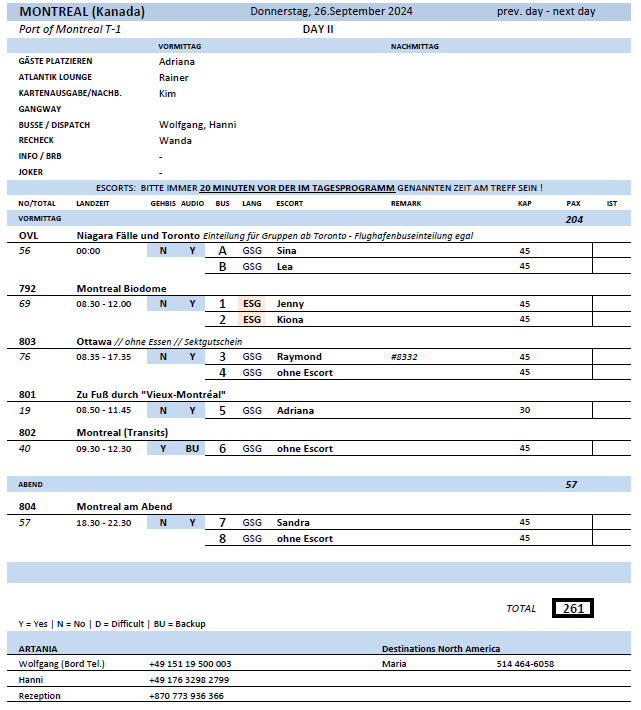 MONTREAL (Kanada) Donnerstag, 26.September 2024 prev. day - next day
Port of Montreal T-1 DAY II
VORMITTAG NACHMITTAG
GÄSTE PLATZIEREN Adriana
ATLANTIK LOUNGE Rainer
KARTENAUSGABE/NACHB. Kim
GANGWAY
BUSSE / DISPATCH Wolfgang, Hanni
RECHECK Wanda
INFO / BRB -
JOKER -
ESCORTS: BITTE IMMER 20 MINUTEN VOR DER IM TAGESPROGRAMM GENANNTEN ZEIT AM TREFF SEIN !
NO/TOTAL LANDZEIT GEHBIS AUDIO BUS LANG ESCORT REMARK KAP PAX IST
VORMITTAG 204
OVL Niagara Fälle und Toronto Einteilung für Gruppen ab Toronto - Flughafenbuseinteilung egal
56 00:00 N Y A GSG Sina 45
B GSG Lea 45
792 Montreal Biodome
69 08.30 - 12.00 N Y 1 ESG Jenny 45
2 ESG Kiona 45
803 Ottawa // ohne Essen // Sektgutschein
76 08.35 - 17.35 N Y 3 GSG Raymond #8332 45
4 GSG ohne Escort 45
801 Zu Fuß durch "Vieux-Montréal"
19 08.50 - 11.45 N Y 5 GSG Adriana 30
802 Montreal (Transits)
40 09.30 - 12.30 Y BU 6 GSG ohne Escort 45
ABEND 57
804 Montreal am Abend
57 18.30 - 22.30 N Y 7 GSG Sandra 45
8 GSG ohne Escort 45
TOTAL 261
Y = Yes | N = No | D = Difficult | BU = Backup
ARTANIA Destinations North America
Wolfgang (Bord Tel.) +49 151 19 500 003 Maria 514 464-6058
Hanni +49 176 3298 2799
Rezeption +870 773 936 366